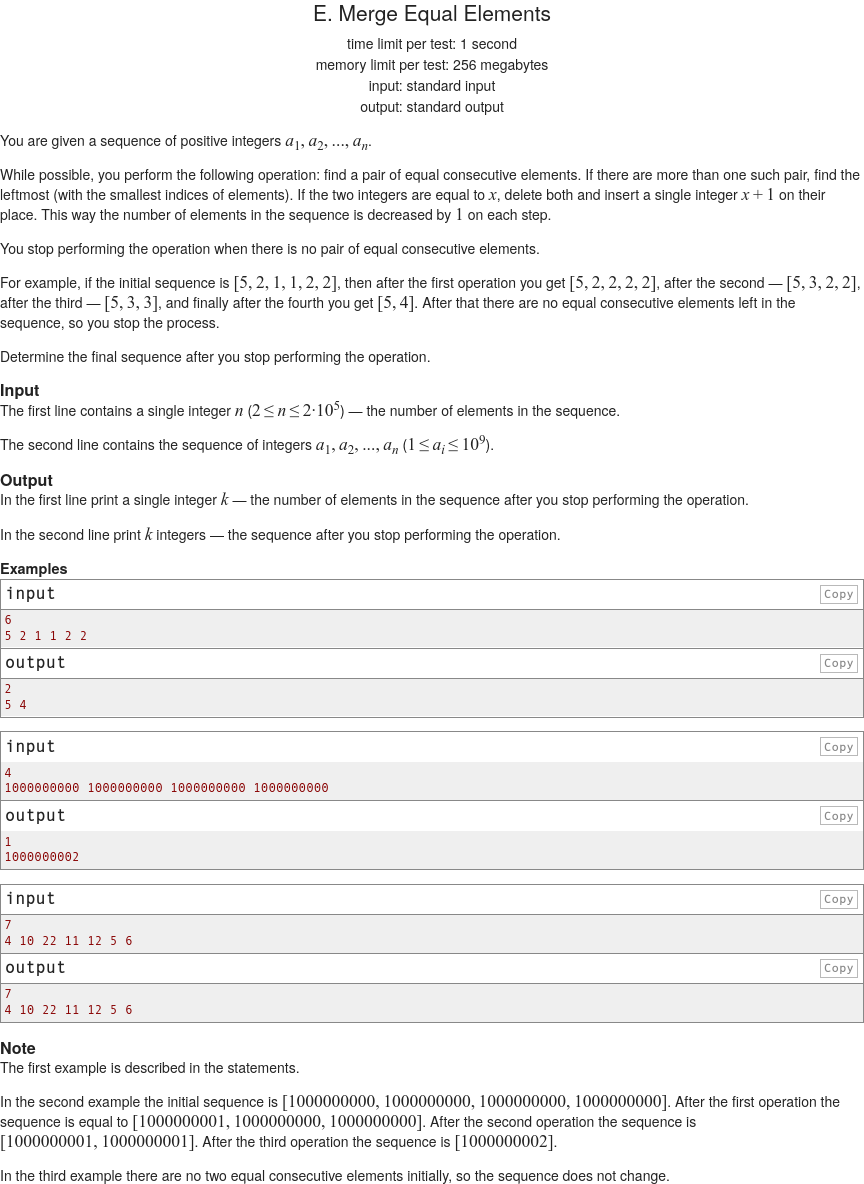 E. Merge Equal Elements
time limit per test: 1 second
memory limit per test: 256 megabytes
input: standard input
output: standard output
You are given a sequence of positive integers a1, a2, ..., an.
While possible, you perform the following operation: find a pair of equal consecutive elements. If there are more than one such pair, find the
leftmost (with the smallest indices of elements). If the two integers are equal to x, delete both and insert a single integer x + 1 on their
place. This way the number of elements in the sequence is decreased by 1 on each step.
You stop performing the operation when there is no pair of equal consecutive elements.
For example, if the initial sequence is [5, 2, 1, 1, 2, 2], then after the first operation you get [5, 2, 2, 2, 2], after the second — [5, 3, 2, 2],
after the third — [5, 3, 3], and finally after the fourth you get [5, 4]. After that there are no equal consecutive elements left in the
sequence, so you stop the process.
Determine the final sequence after you stop performing the operation.
Input
The first line contains a single integer n (2 ≤ n ≤ 2·10^5) — the number of elements in the sequence.
The second line contains the sequence of integers a1, a2, ..., an (1 ≤ ai ≤ 10^9).
Output
In the first line print a single integer k — the number of elements in the sequence after you stop performing the operation.
In the second line print k integers — the sequence after you stop performing the operation.
Examples
input Copy
6
5 2 1 1 2 2
output Copy
2
5 4
input Copy
4
1000000000 1000000000 1000000000 1000000000
output Copy
1
1000000002
input Copy
7
4 10 22 11 12 5 6
output Copy
7
4 10 22 11 12 5 6
Note
The first example is described in the statements.
In the second example the initial sequence is [1000000000, 1000000000, 1000000000, 1000000000]. After the first operation the
sequence is equal to [1000000001, 1000000000, 1000000000]. After the second operation the sequence is
[1000000001, 1000000001]. After the third operation the sequence is [1000000002].
In the third example there are no two equal consecutive elements initially, so the sequence does not change.